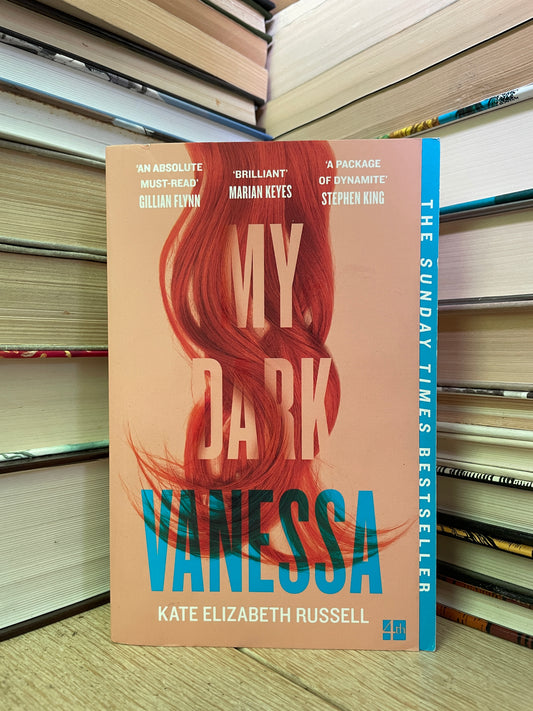 'AN ABSOLUTE
MUST-READ'
GILLIAN FLYNN
'BRILLIANT'
MARIAN KEYES
'A PACKAGE
OF DYNAMITE'
STEPHEN KING
MY
DARK
VANESSA
KATE ELIZABETH RUSSELL
4th
THE SUNDAY TIMES BESTSELLER